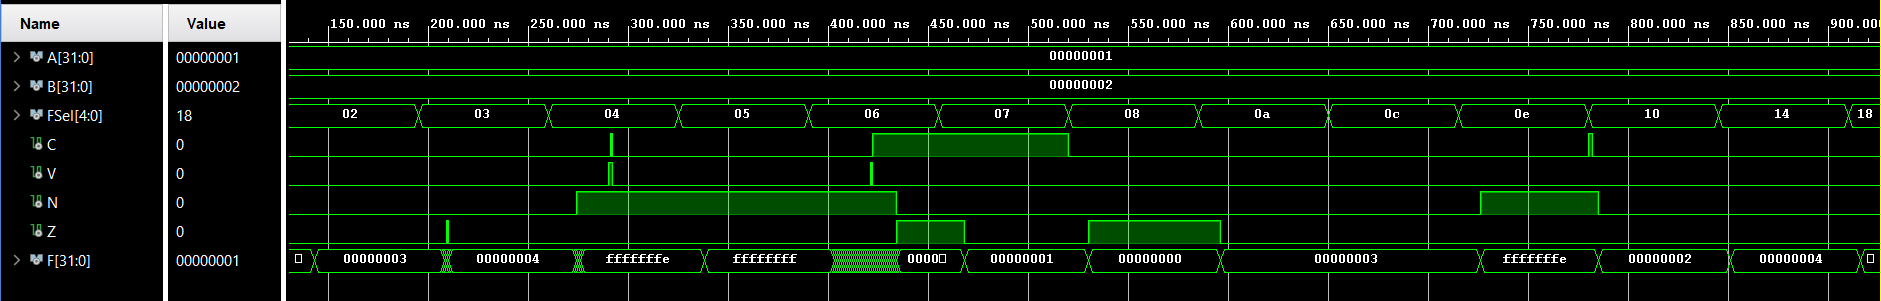 Name Value 150.000 ns 200.000 ns 250.000 ns 300.000 ns 350.000 ns 400.000 ns 450.000 ns 500.000 ns 550.000 ns 600.000 ns 650.000 ns 700.000 ns 750.000 ns 800.000 ns 850.000 ns 900.00
A[31:0] 00000001 00000001
B[31:0] 00000002 00000002
FSel[4:0] 18 02 03 04 05 06 07 08 0a 0c 0e 10 14 18
C 0
V 0
N 0
Z 0
F[31:0] 00000001 00000003 00000004 fffffffe ffffffff 0000 00000001 00000000 00000003 fffffffe 00000002 00000004